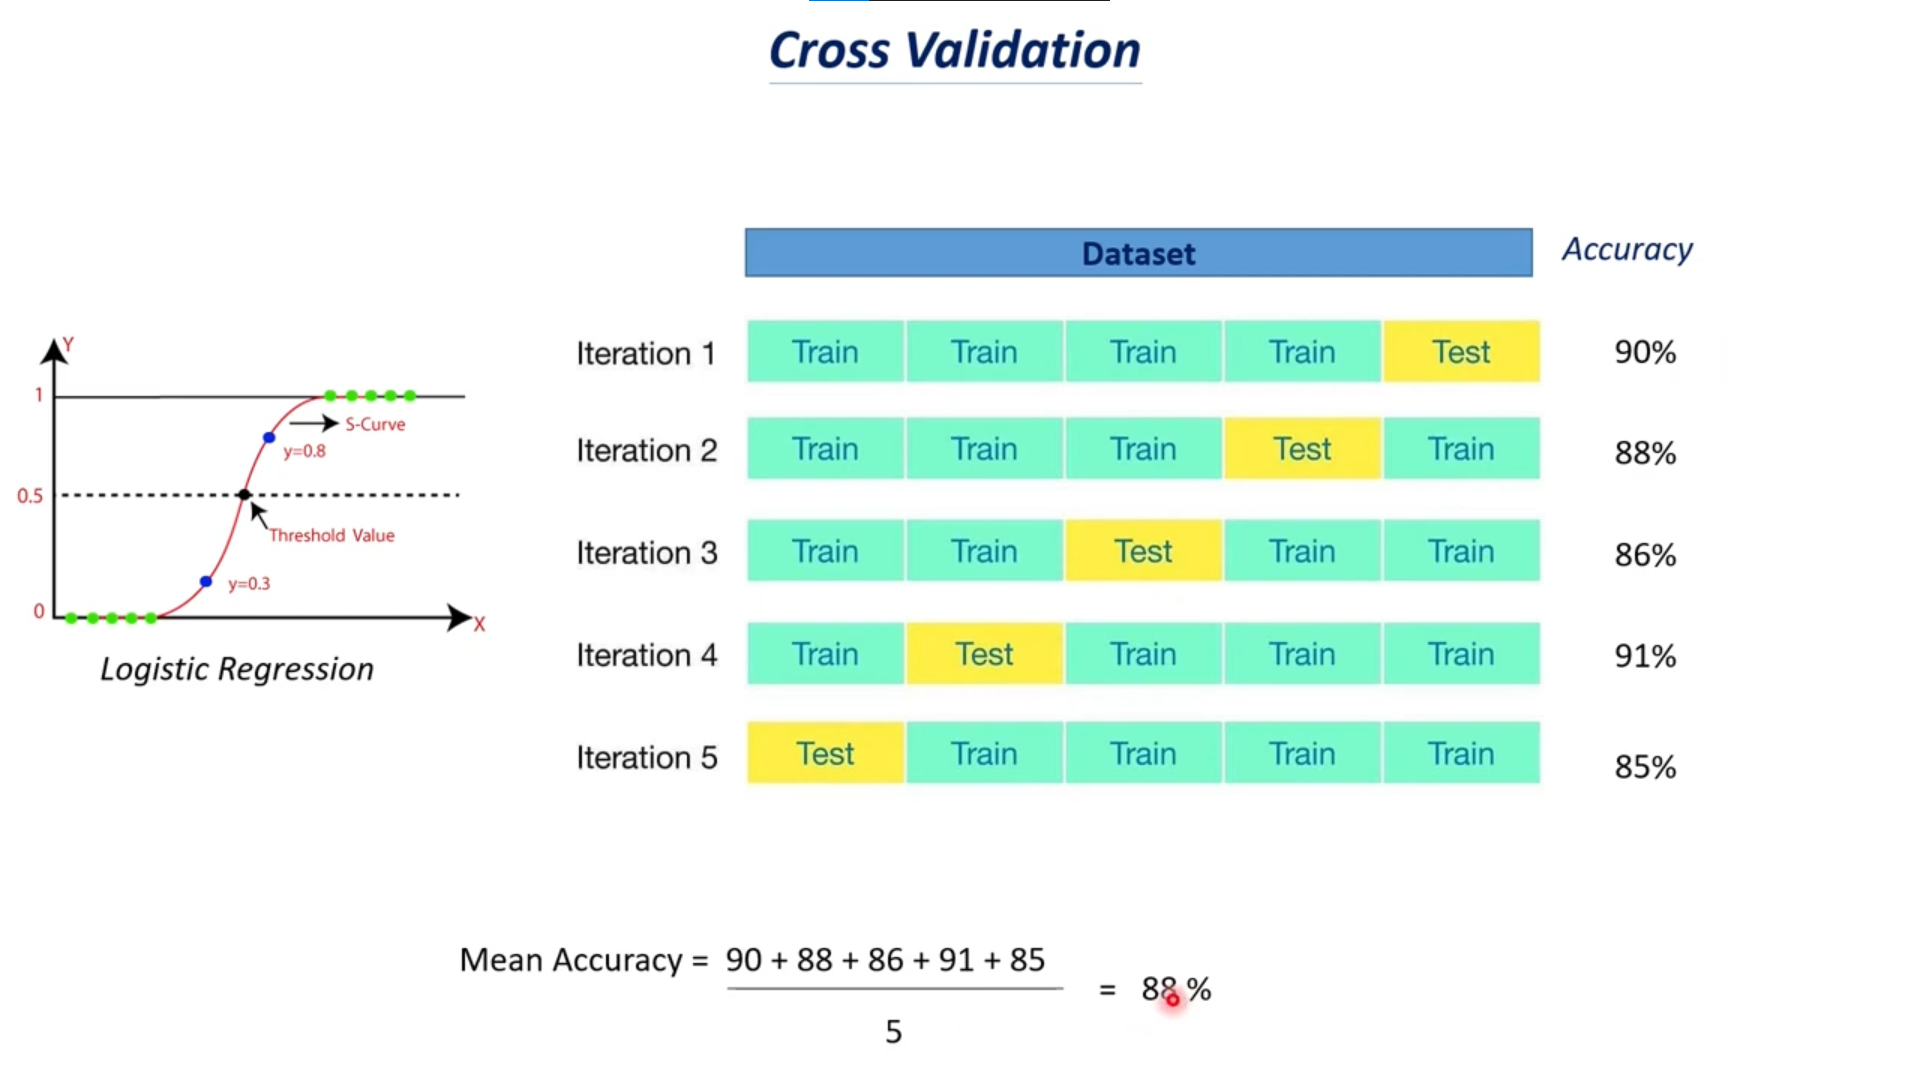 Cross Validation
Dataset
Accuracy
Iteration 1 Train Train Train Train Test 90%
Iteration 2 Train Train Train Test Train 88%
Iteration 3 Train Train Test Train Train 86%
Iteration 4 Train Test Train Train Train 91%
Iteration 5 Test Train Train Train Train 85%
Y
1
S-Curve
y=0.8
0.5
Threshold Value
y=0.3
0
X
Logistic Regression
Mean Accuracy = 90 + 88 + 86 + 91 + 85
= 88 %
5